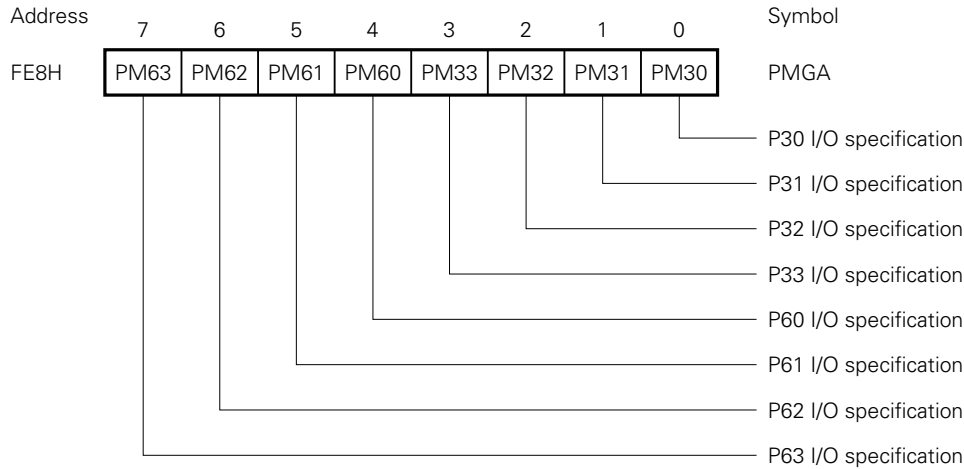 Address 7 6 5 4 3 2 1 0 Symbol
FE8H PM63 PM62 PM61 PM60 PM33 PM32 PM31 PM30 PMGA
P30 I/O specification
P31 I/O specification
P32 I/O specification
P33 I/O specification
P60 I/O specification
P61 I/O specification
P62 I/O specification
P63 I/O specification